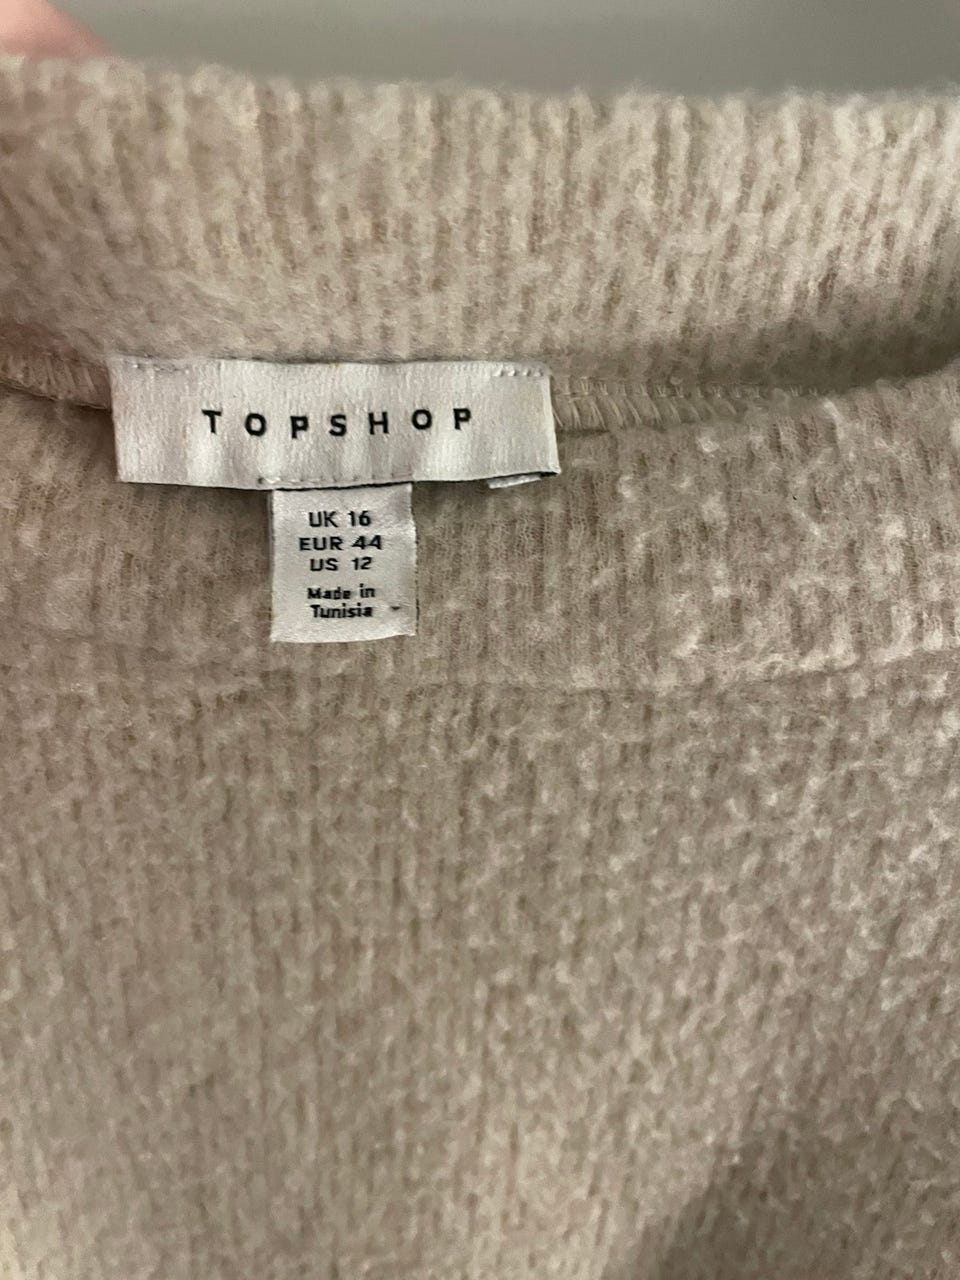 TOPSHOP
UK 16
EUR 44
US 12
Made in
Tunisia